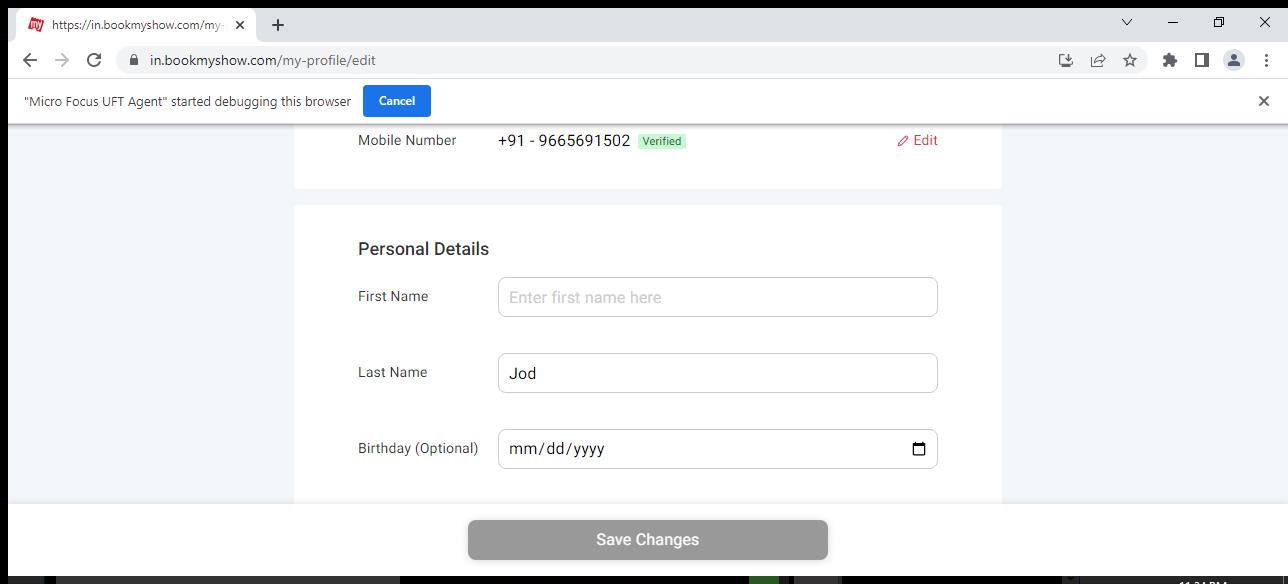 my https://in.bookmyshow.com/my-
in.bookmyshow.com/my-profile/edit
"Micro Focus UFT Agent" started debugging this browser Cancel
Mobile Number +91 - 9665691502 Verified Edit
Personal Details
First Name Enter first name here
Last Name Jod
Birthday (Optional) mm/dd/yyyy
Save Changes